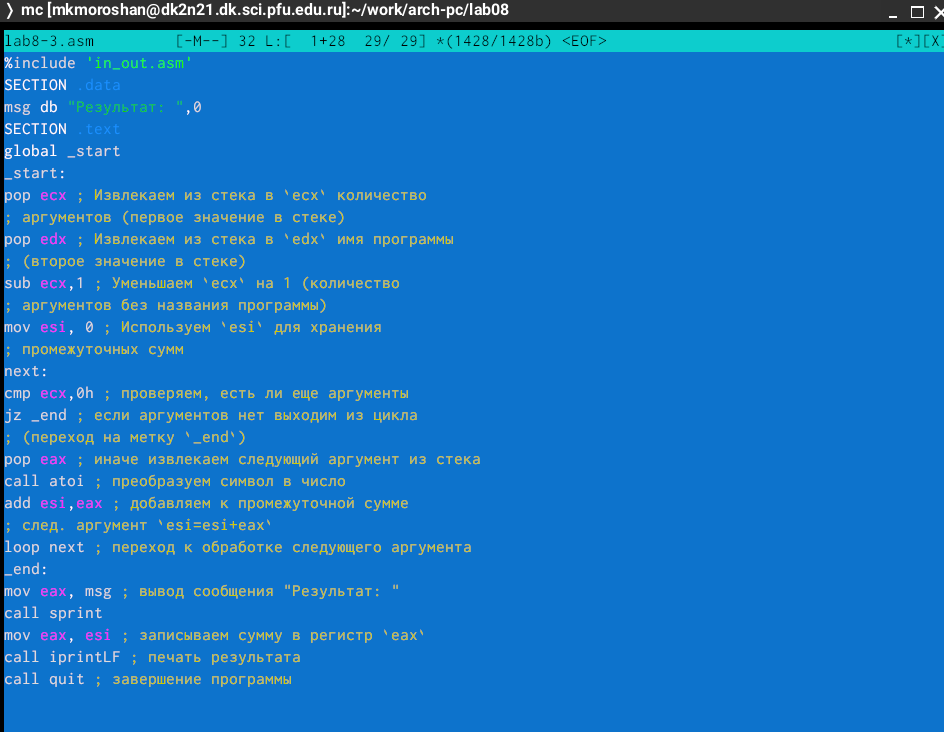 ❭ mc [mkmoroshan@dk2n21.dk.sci.pfu.edu.ru]:~/work/arch-pc/lab08
lab8-3.asm [-M--] 32 L:[ 1+28 29/ 29] *(1428/1428b) <EOF> [*][X]
%include 'in_out.asm'
SECTION .data
msg db "Результат: ",0
SECTION .text
global _start
_start:
pop ecx ; Извлекаем из стека в `ecx` количество
; аргументов (первое значение в стеке)
pop edx ; Извлекаем из стека в `edx` имя программы
; (второе значение в стеке)
sub ecx,1 ; Уменьшаем `ecx` на 1 (количество
; аргументов без названия программы)
mov esi, 0 ; Используем `esi` для хранения
; промежуточных сумм
next:
cmp ecx,0h ; проверяем, есть ли еще аргументы
jz _end ; если аргументов нет выходим из цикла
; (переход на метку `_end`)
pop eax ; иначе извлекаем следующий аргумент из стека
call atoi ; преобразуем символ в число
add esi,eax ; добавляем к промежуточной сумме
; след. аргумент `esi=esi+eax`
loop next ; переход к обработке следующего аргумента
_end:
mov eax, msg ; вывод сообщения "Результат: "
call sprint
mov eax, esi ; записываем сумму в регистр `eax`
call iprintLF ; печать результата
call quit ; завершение программы